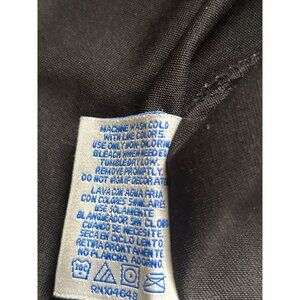 MACHINE WASH COLD
WITH LIKE COLORS.
USE ONLY NON-CHLORINE
BLEACH WHEN NEEDED.
TUMBLE DRY LOW.
REMOVE PROMPTLY.
DO NOT IRON IF DECORATED
LAVA CON AGUA FRIA
CON COLORES SIMILARES
USE SOLAMENTE
BLANQUEADOR SIN CLORO
CUANDO SE NECESITE.
SECA EN CICLO LENTO.
RETIRA PRONTAMENTE.
NO PLANCHA ADORNO.
RN104648